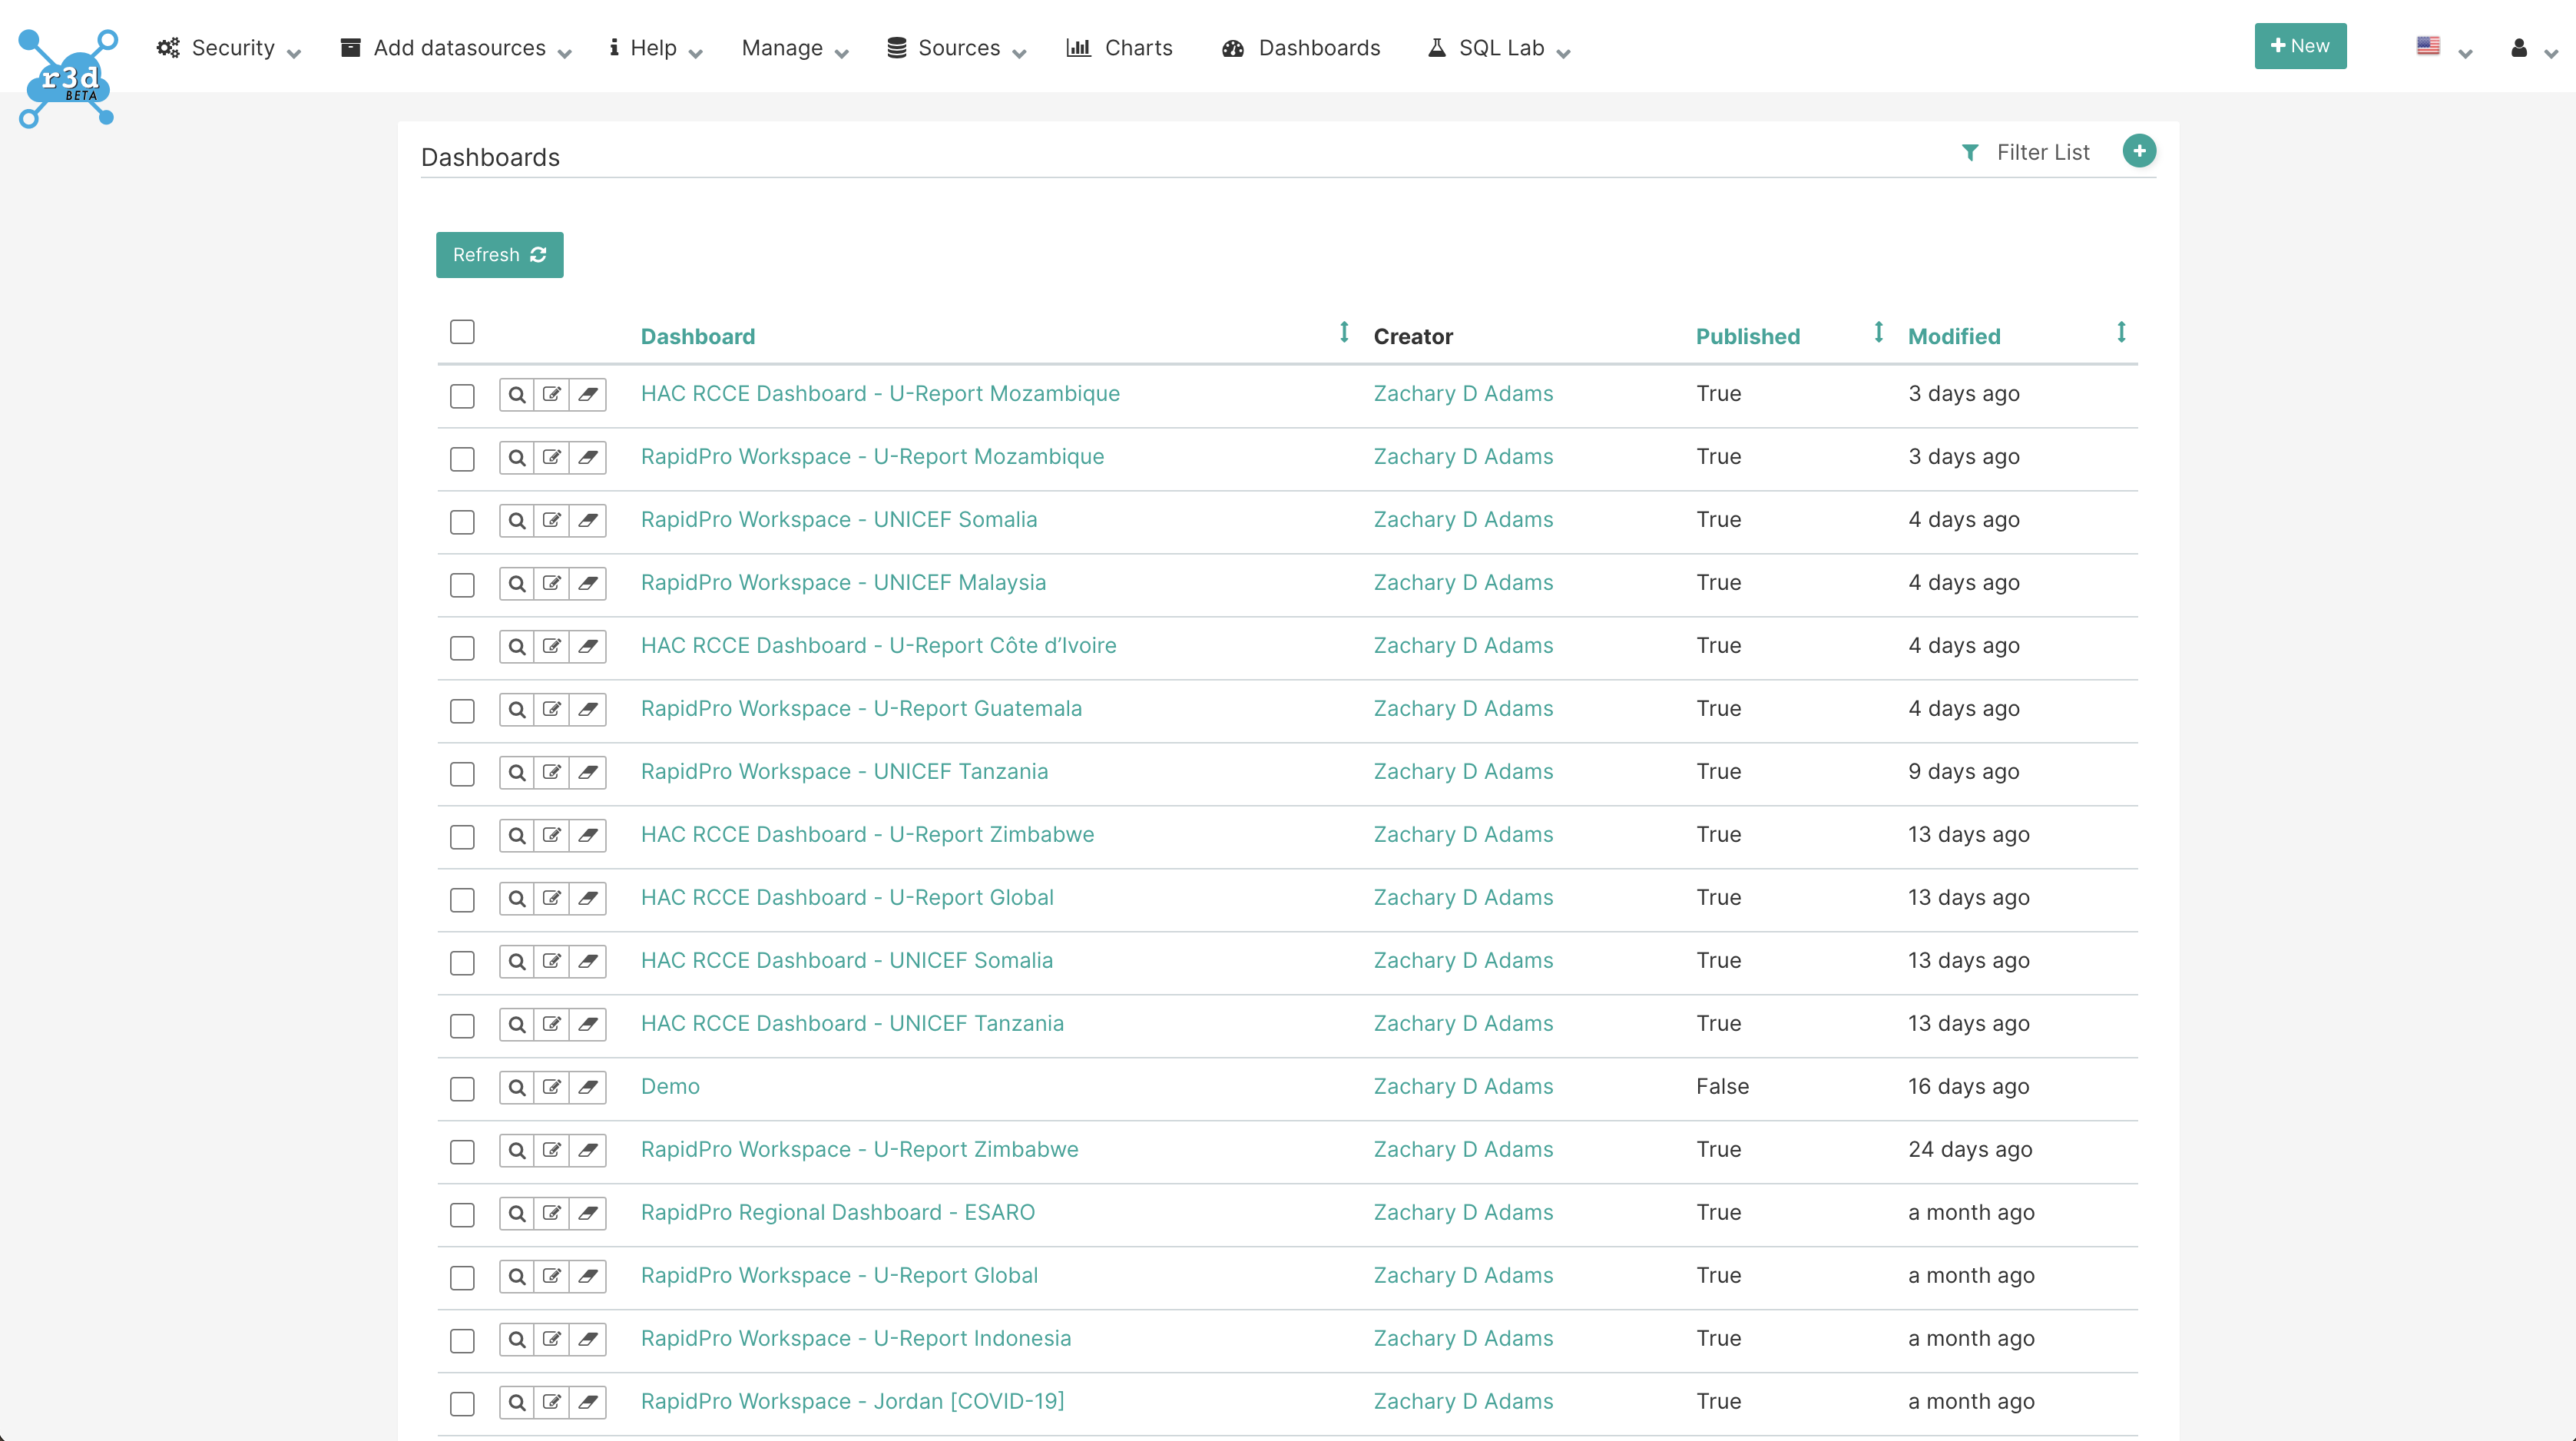 Security Add datasources Help Manage Sources Charts Dashboards SQL Lab New
r3d
BETA
Dashboards Filter List
Refresh
Dashboard Creator Published Modified
HAC RCCE Dashboard - U-Report Mozambique Zachary D Adams True 3 days ago
RapidPro Workspace - U-Report Mozambique Zachary D Adams True 3 days ago
RapidPro Workspace - UNICEF Somalia Zachary D Adams True 4 days ago
RapidPro Workspace - UNICEF Malaysia Zachary D Adams True 4 days ago
HAC RCCE Dashboard - U-Report Côte d’Ivoire Zachary D Adams True 4 days ago
RapidPro Workspace - U-Report Guatemala Zachary D Adams True 4 days ago
RapidPro Workspace - UNICEF Tanzania Zachary D Adams True 9 days ago
HAC RCCE Dashboard - U-Report Zimbabwe Zachary D Adams True 13 days ago
HAC RCCE Dashboard - U-Report Global Zachary D Adams True 13 days ago
HAC RCCE Dashboard - UNICEF Somalia Zachary D Adams True 13 days ago
HAC RCCE Dashboard - UNICEF Tanzania Zachary D Adams True 13 days ago
Demo Zachary D Adams False 16 days ago
RapidPro Workspace - U-Report Zimbabwe Zachary D Adams True 24 days ago
RapidPro Regional Dashboard - ESARO Zachary D Adams True a month ago
RapidPro Workspace - U-Report Global Zachary D Adams True a month ago
RapidPro Workspace - U-Report Indonesia Zachary D Adams True a month ago
RapidPro Workspace - Jordan [COVID-19] Zachary D Adams True a month ago